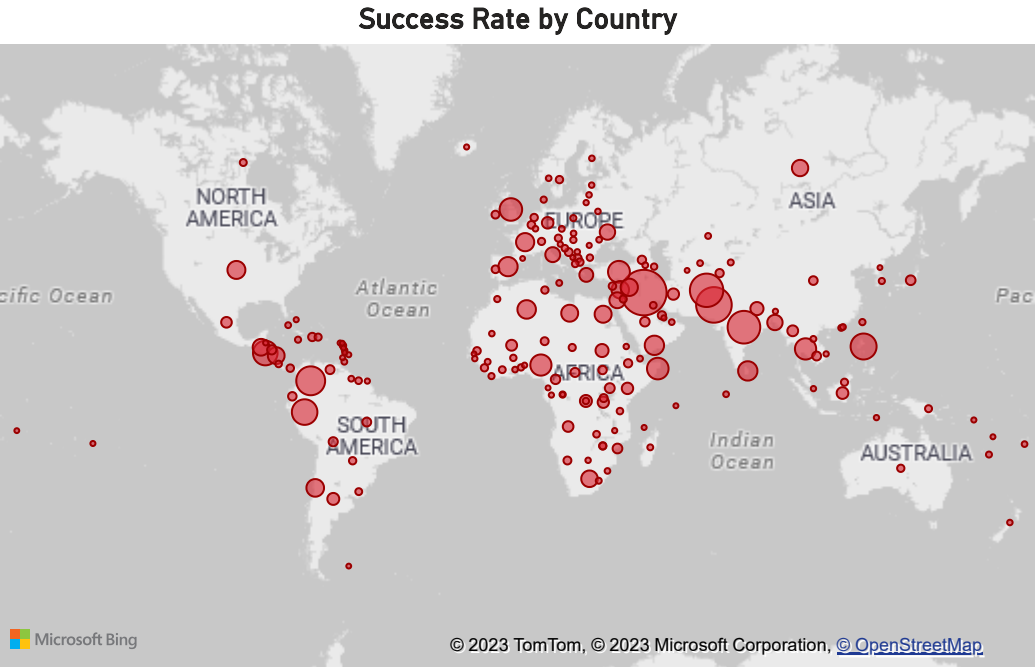 Success Rate by Country
NORTH
AMERICA
EUROPE
ASIA
Atlantic
Ocean
cific Ocean
Pac
AFRICA
SOUTH
AMERICA
Indian
Ocean
AUSTRALIA
Microsoft Bing
© 2023 TomTom, © 2023 Microsoft Corporation, © OpenStreetMap